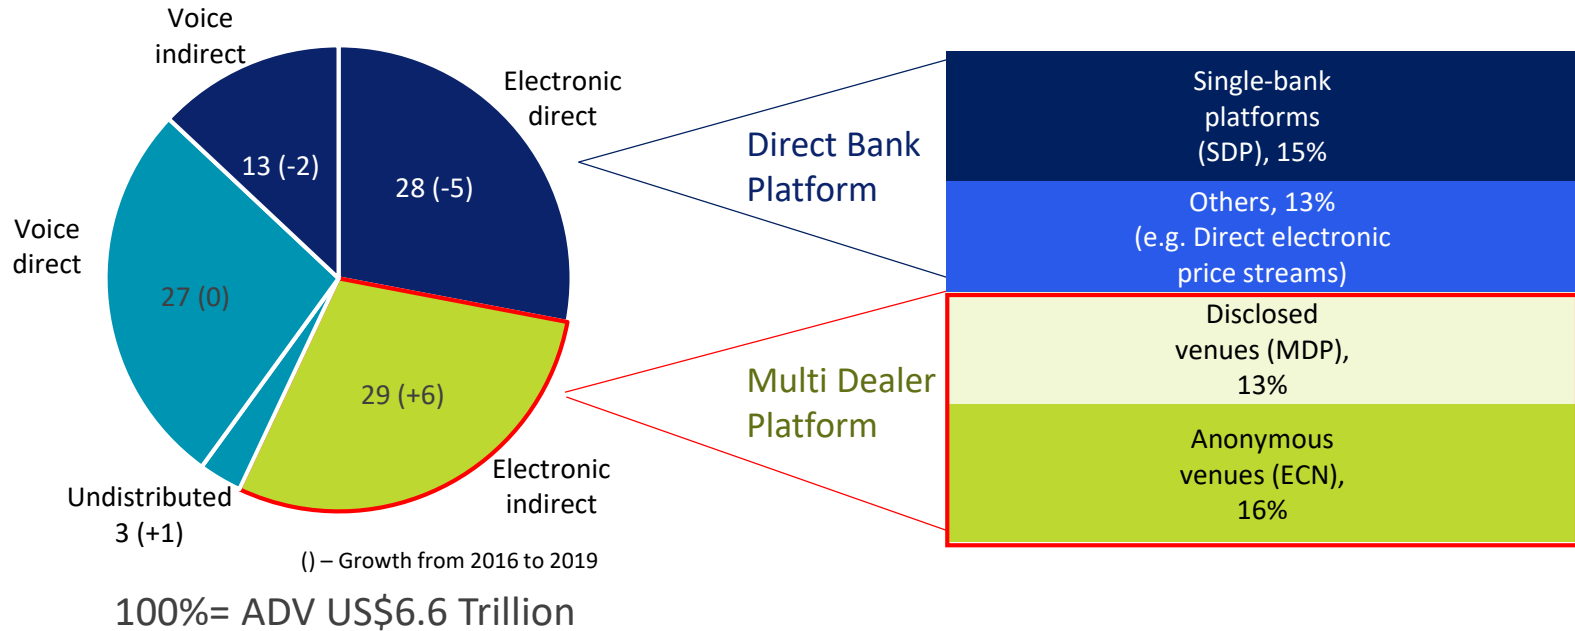 Voice
indirect
Electronic
direct
13 (-2)
28 (-5)
Voice
direct
27 (0)
29 (+6)
Undistributed
3 (+1)
Electronic
indirect
() – Growth from 2016 to 2019
100%= ADV US$6.6 Trillion
Direct Bank
Platform
Multi Dealer
Platform
Single-bank
platforms
(SDP), 15%
Others, 13%
(e.g. Direct electronic
price streams)
Disclosed
venues (MDP),
13%
Anonymous
venues (ECN),
16%